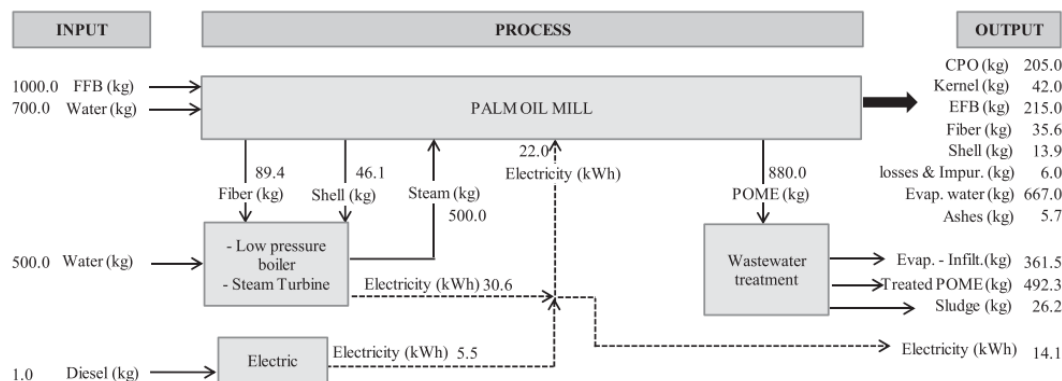 INPUT
PROCESS
OUTPUT
1000.0 FFB (kg)
700.0 Water (kg)
PALM OIL MILL
CPO (kg) 205.0
Kernel (kg) 42.0
EFB (kg) 215.0
Fiber (kg) 35.6
Shell (kg) 13.9
losses & Impur. (kg) 6.0
Evap. water (kg) 667.0
Ashes (kg) 5.7
89.4
Fiber (kg)
46.1
Shell (kg)
Steam (kg)
500.0
22.0
Electricity (kWh)
880.0
POME (kg)
500.0 Water (kg)
- Low pressure
boiler
- Steam Turbine
Electricity (kWh) 30.6
Wastewater
treatment
Evap. - Infilt.(kg) 361.5
Treated POME (kg) 492.3
Sludge (kg) 26.2
1.0 Diesel (kg)
Electric
Electricity (kWh) 5.5
Electricity (kWh) 14.1